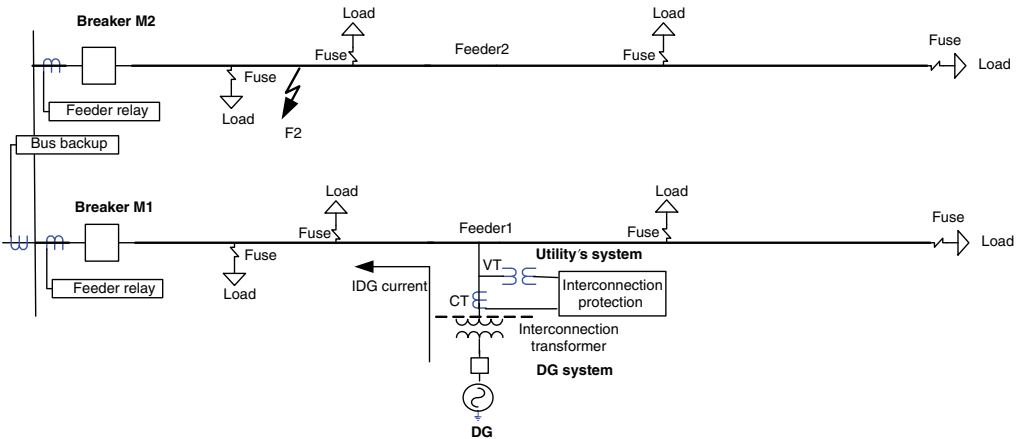 Breaker M2
Load
Fuse
Feeder2
Load
Fuse
Fuse
Load
Fuse
Load
F2
Feeder relay
Bus backup
Breaker M1
Load
Fuse
Feeder1
Load
Fuse
Fuse
Load
Fuse
Load
Feeder relay
IDG current
VT
CT
Utility´s system
Interconnection
protection
Interconnection
transformer
DG system
DG